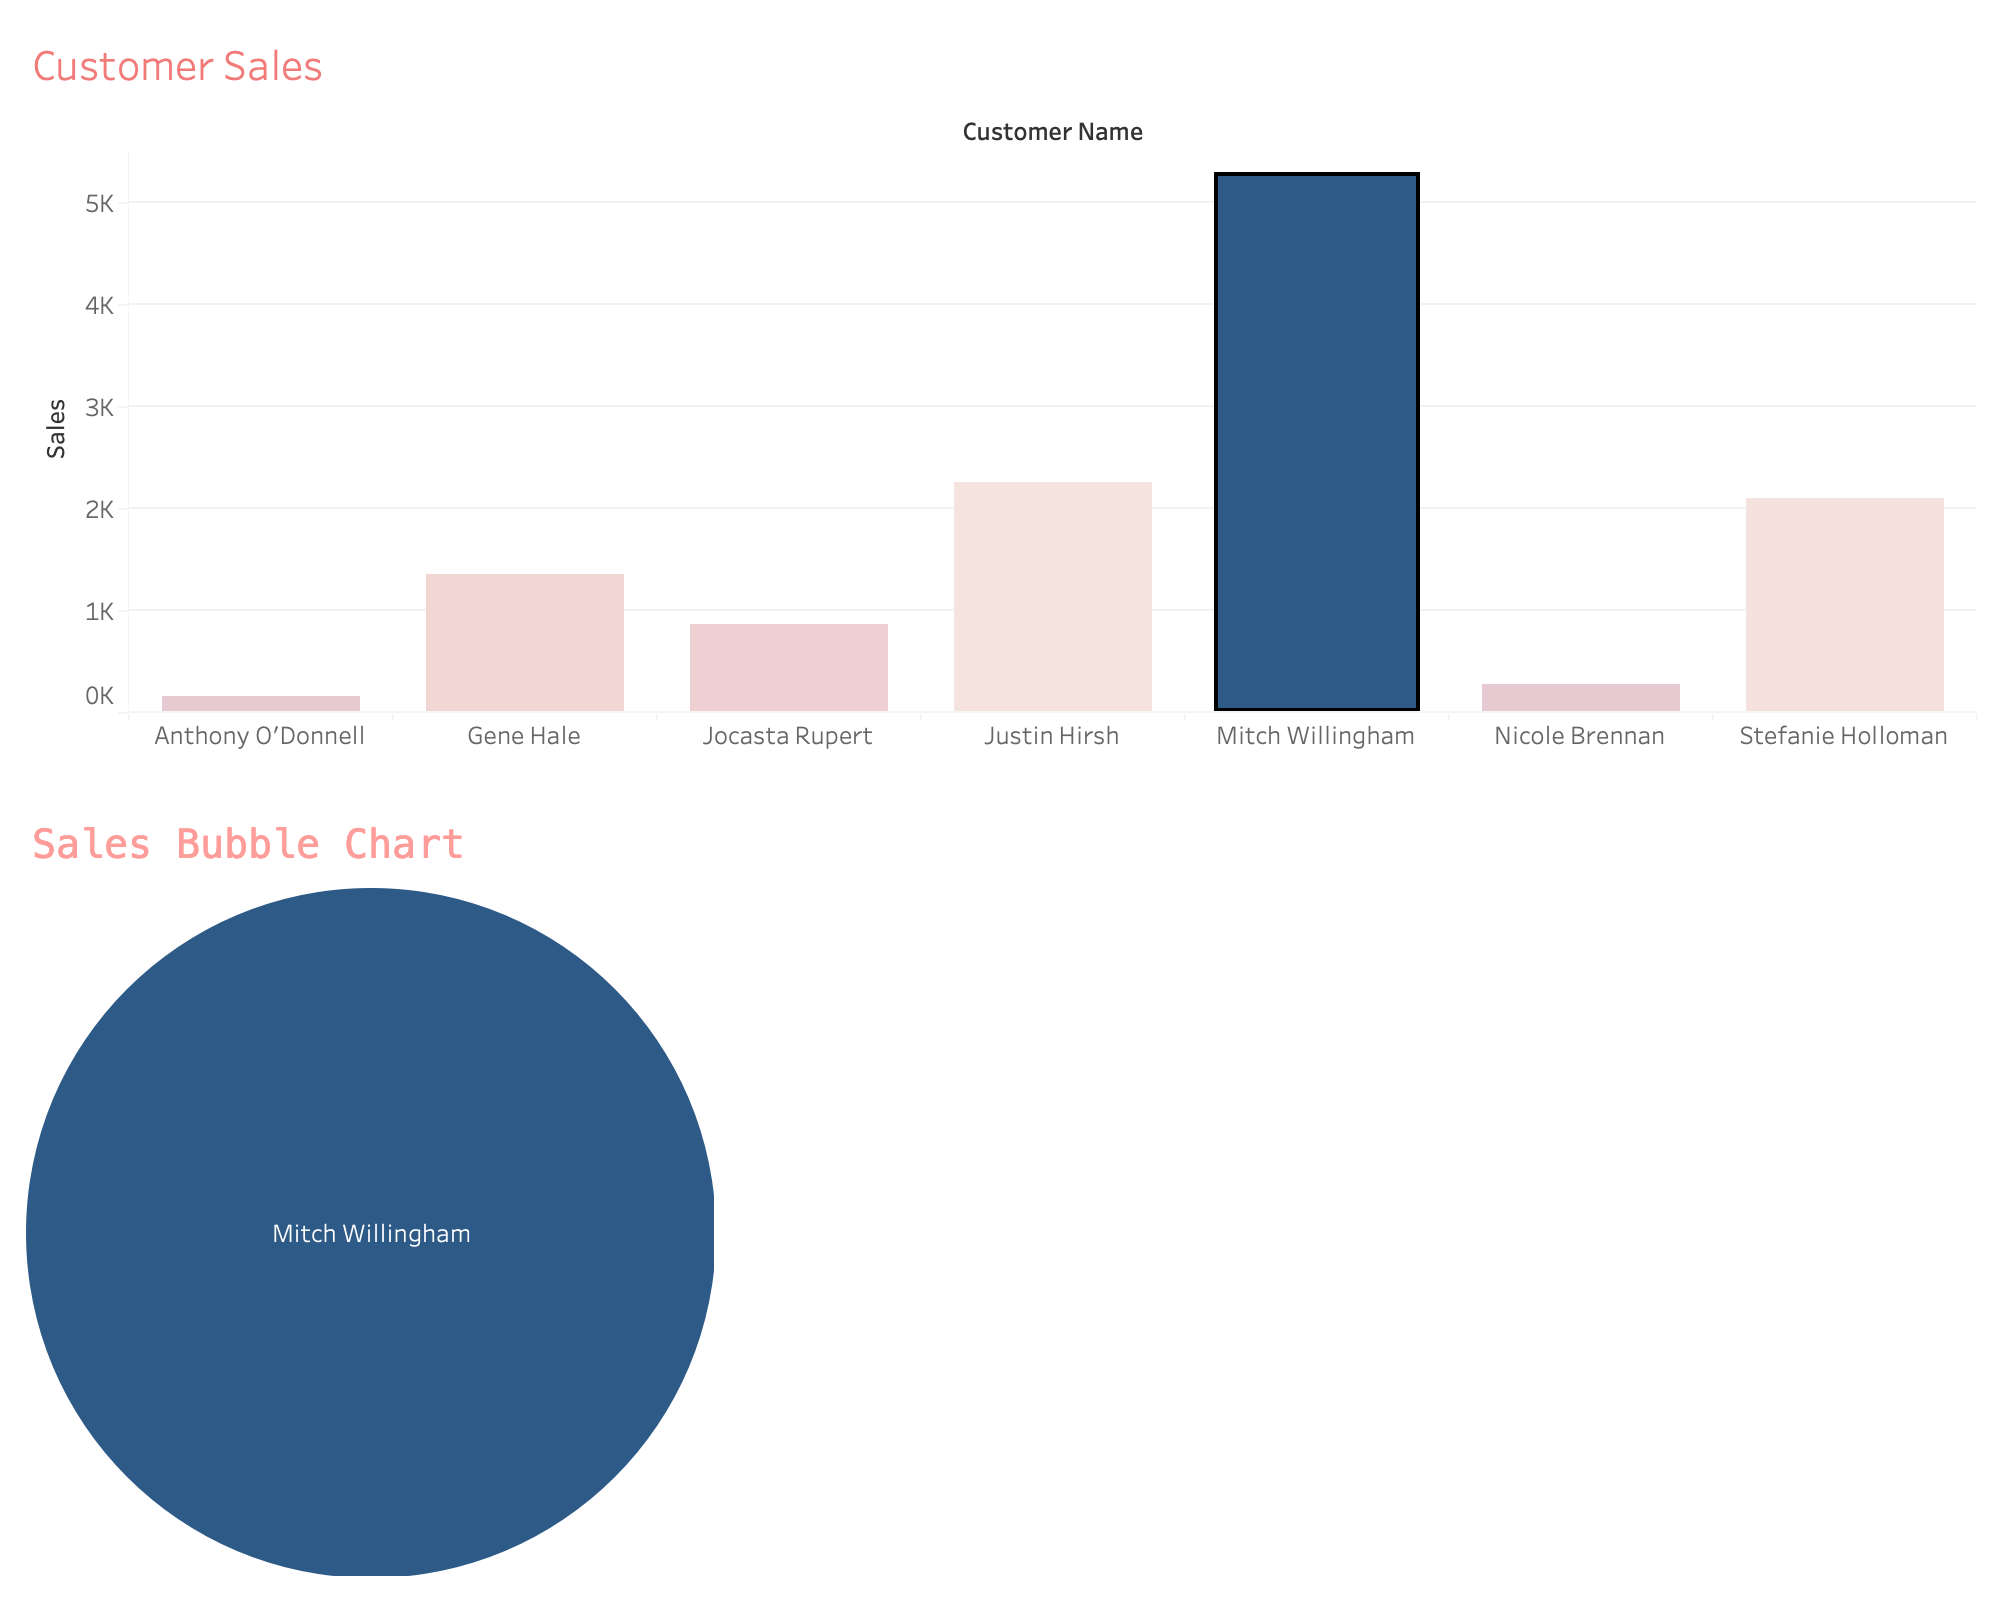 Customer Sales
Customer Name
5K
4K
3K
2K
1K
0K
Sales
Anthony O'Donnell Gene Hale Jocasta Rupert Justin Hirsh Mitch Willingham Nicole Brennan Stefanie Holloman
Sales Bubble Chart
Mitch Willingham